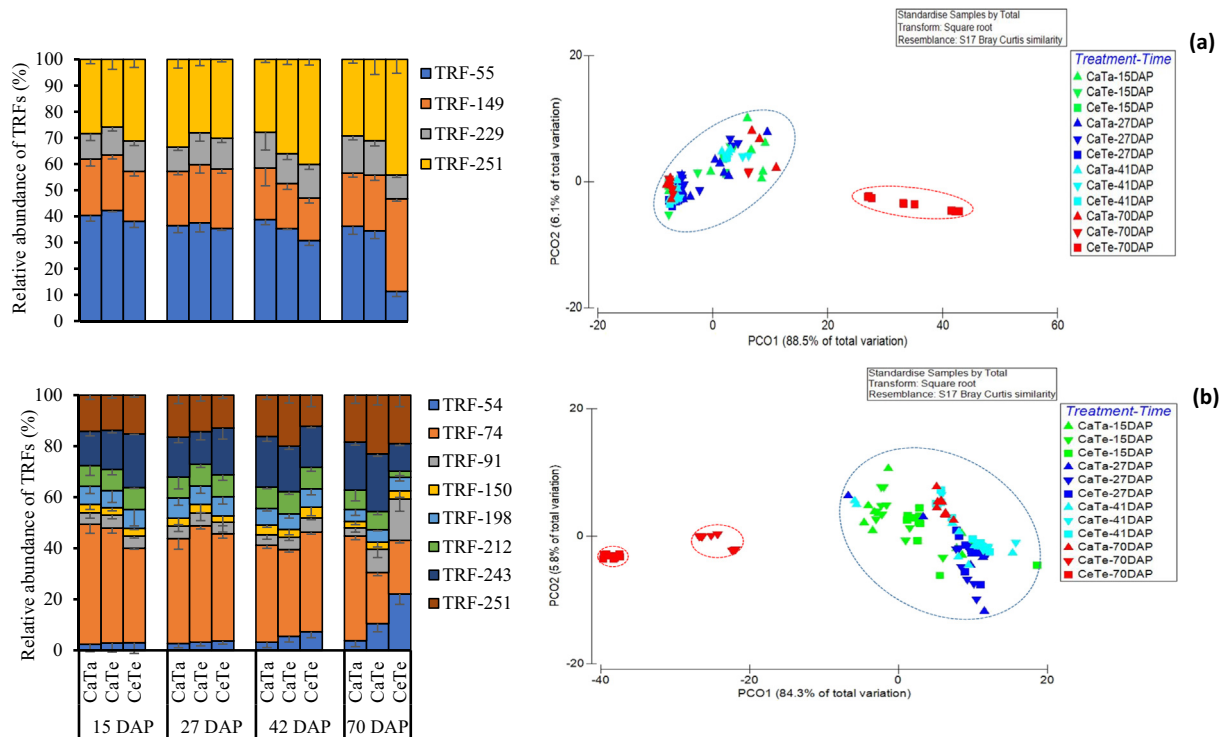 Relative abundance of TRFs (%)
100
90
80
70
60
50
40
30
20
10
0
TRF-55
TRF-149
TRF-229
TRF-251
Standardise Samples by Total
Transform: Square root
Resemblance: S17 Bray Curtis similarity
(a)
20
0
-20
PCO2 (6.1% of total variation)
-20
0
20
40
60
PCO1 (88.5% of total variation)
Treatment-Time
CaTa-15DAP
CaTe-15DAP
CeTe-15DAP
CaTa-27DAP
CaTe-27DAP
CeTe-27DAP
CaTa-41DAP
CaTe-41DAP
CeTe-41DAP
CaTa-70DAP
CaTe-70DAP
CeTe-70DAP
Relative abundance of TRFs (%)
100
80
60
40
20
0
CaTa
CaTe
CeTe
CaTa
CaTe
CeTe
CaTa
CaTe
CeTe
CaTa
CaTe
CeTe
15 DAP
27 DAP
42 DAP
70 DAP
TRF-54
TRF-74
TRF-91
TRF-150
TRF-198
TRF-212
TRF-243
TRF-251
Standardise Samples by Total
Transform: Square root
Resemblance: S17 Bray Curtis similarity
(b)
20
0
-20
PCO2 (5.8% of total variation)
-40
-20
0
20
PCO1 (84.3% of total variation)
Treatment-Time
CaTa-15DAP
CaTe-15DAP
CeTe-15DAP
CaTa-27DAP
CaTe-27DAP
CeTe-27DAP
CaTa-41DAP
CaTe-41DAP
CeTe-41DAP
CaTa-70DAP
CaTe-70DAP
CeTe-70DAP